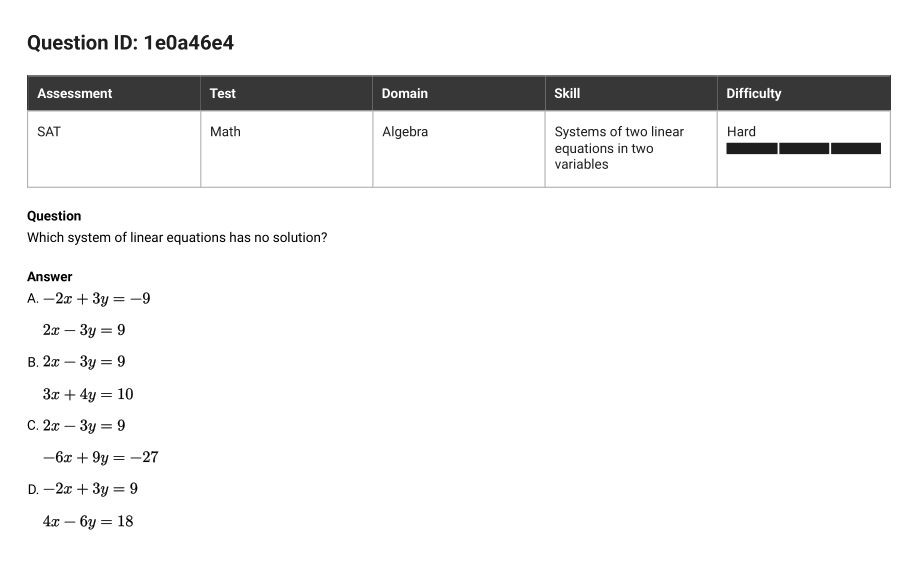 Question ID: 1e0a46e4
Assessment Test Domain Skill Difficulty
SAT Math Algebra Systems of two linear Hard
equations in two
variables
Question
Which system of linear equations has no solution?
Answer
A. −2x + 3y = −9
2x − 3y = 9
B. 2x − 3y = 9
3x + 4y = 10
C. 2x − 3y = 9
−6x + 9y = −27
D. −2x + 3y = 9
4x − 6y = 18